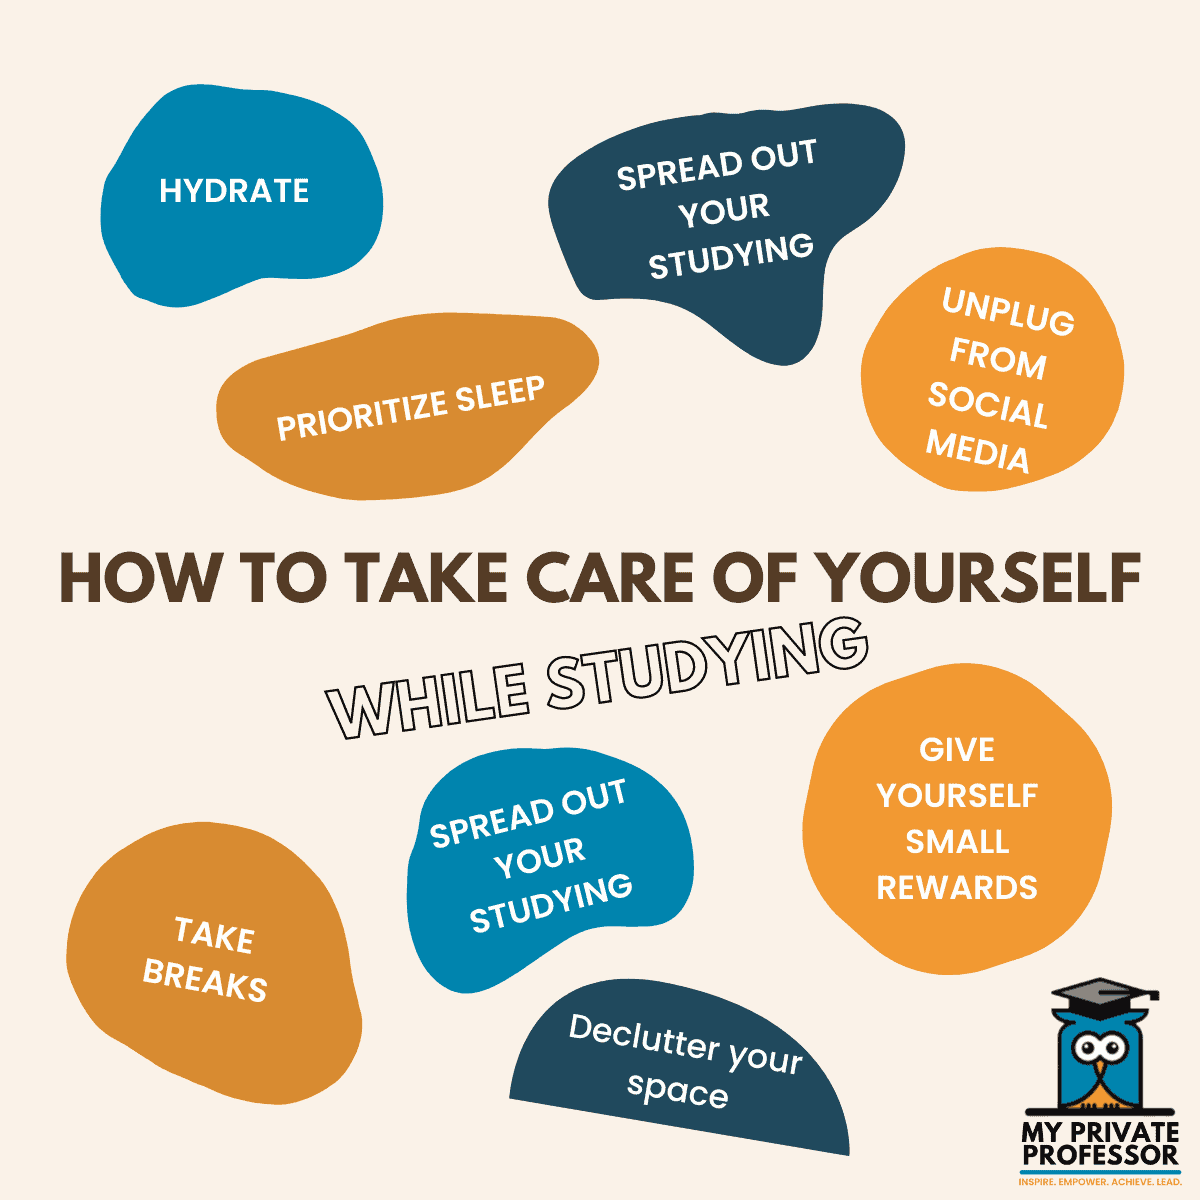 HYDRATE
SPREAD OUT
YOUR
STUDYING
UNPLUG
FROM
SOCIAL
MEDIA
PRIORITIZE SLEEP
HOW TO TAKE CARE OF YOURSELF
WHILE STUDYING
GIVE
YOURSELF
SMALL
REWARDS
SPREAD OUT
YOUR
STUDYING
TAKE
BREAKS
Declutter your
space
MY PRIVATE
PROFESSOR
INSPIRE. EMPOWER. ACHIEVE. LEAD.